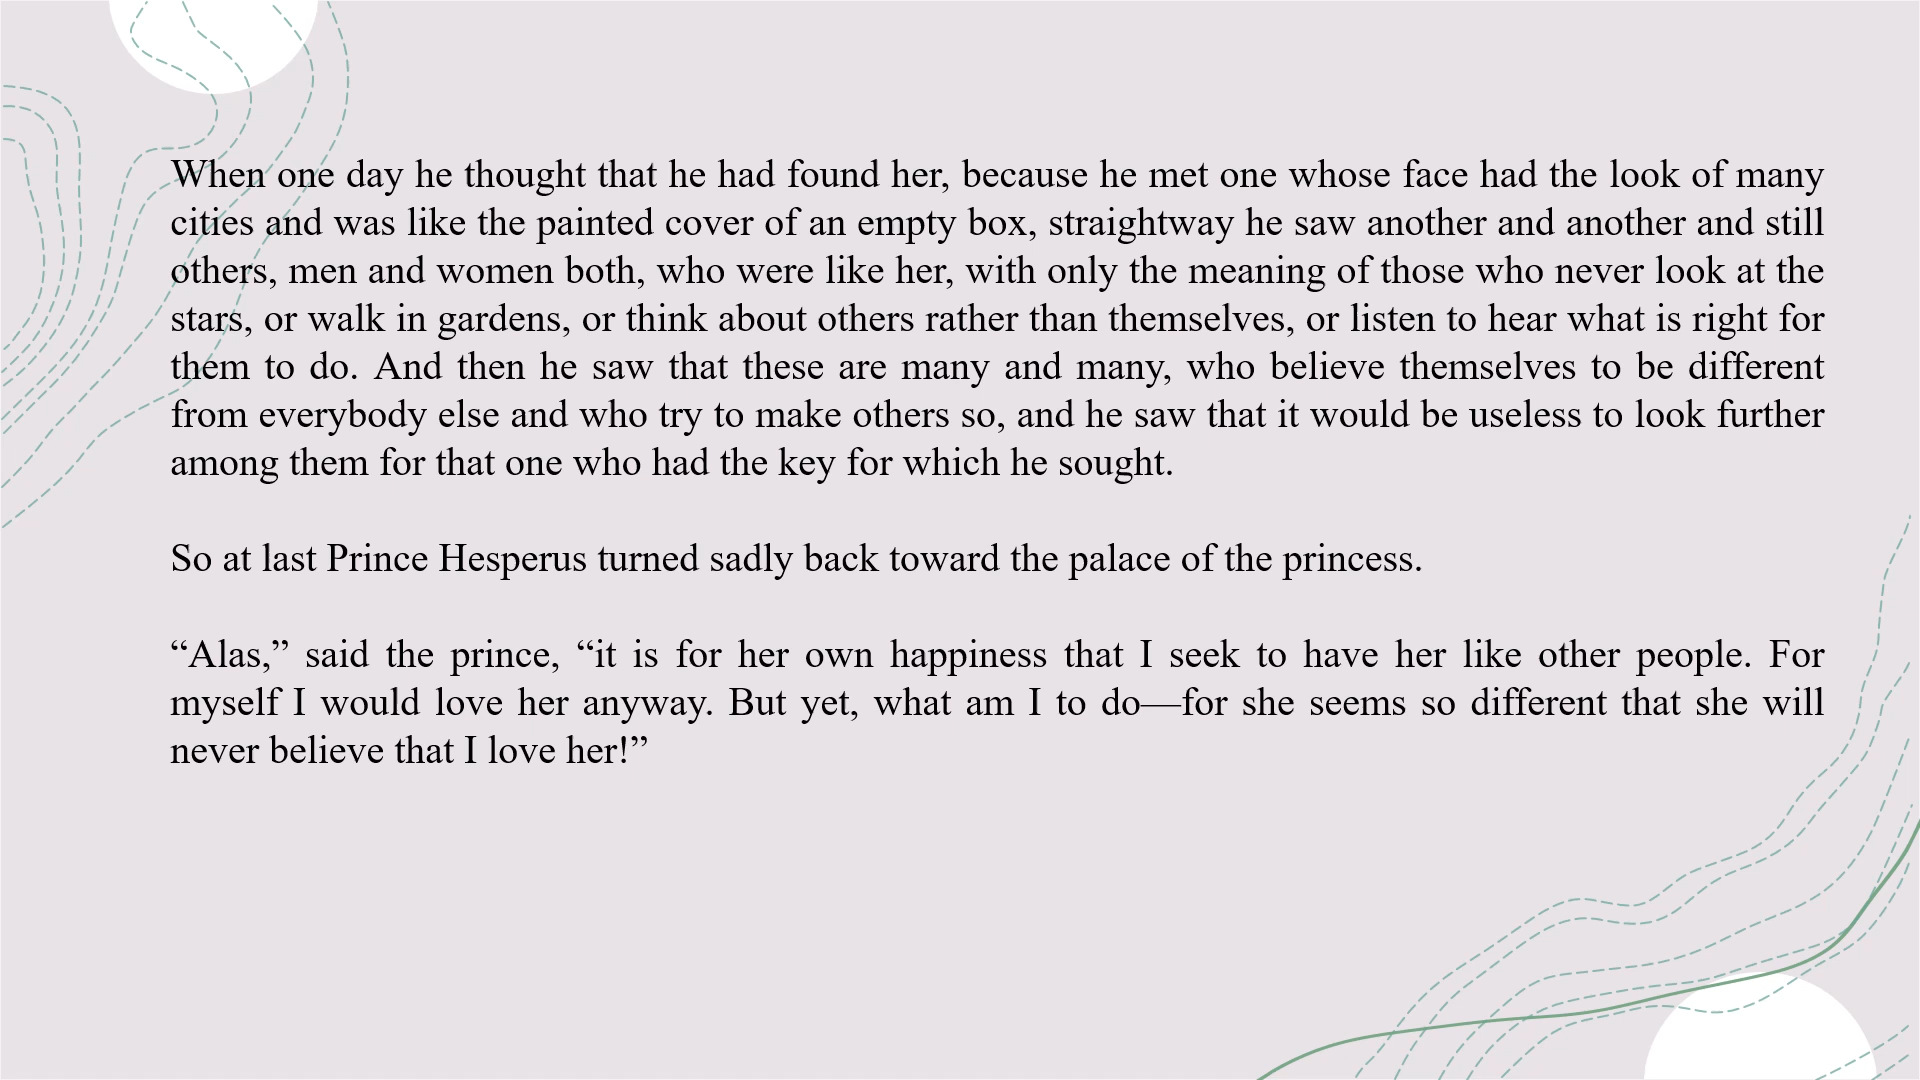 When one day he thought that he had found her, because he met one whose face had the look of many
cities and was like the painted cover of an empty box, straightway he saw another and another and still
others, men and women both, who were like her, with only the meaning of those who never look at the
stars, or walk in gardens, or think about others rather than themselves, or listen to hear what is right for
them to do. And then he saw that these are many and many, who believe themselves to be different
from everybody else and who try to make others so, and he saw that it would be useless to look further
among them for that one who had the key for which he sought.
So at last Prince Hesperus turned sadly back toward the palace of the princess.
“Alas,” said the prince, “it is for her own happiness that I seek to have her like other people. For
myself I would love her anyway. But yet, what am I to do—for she seems so different that she will
never believe that I love her!”